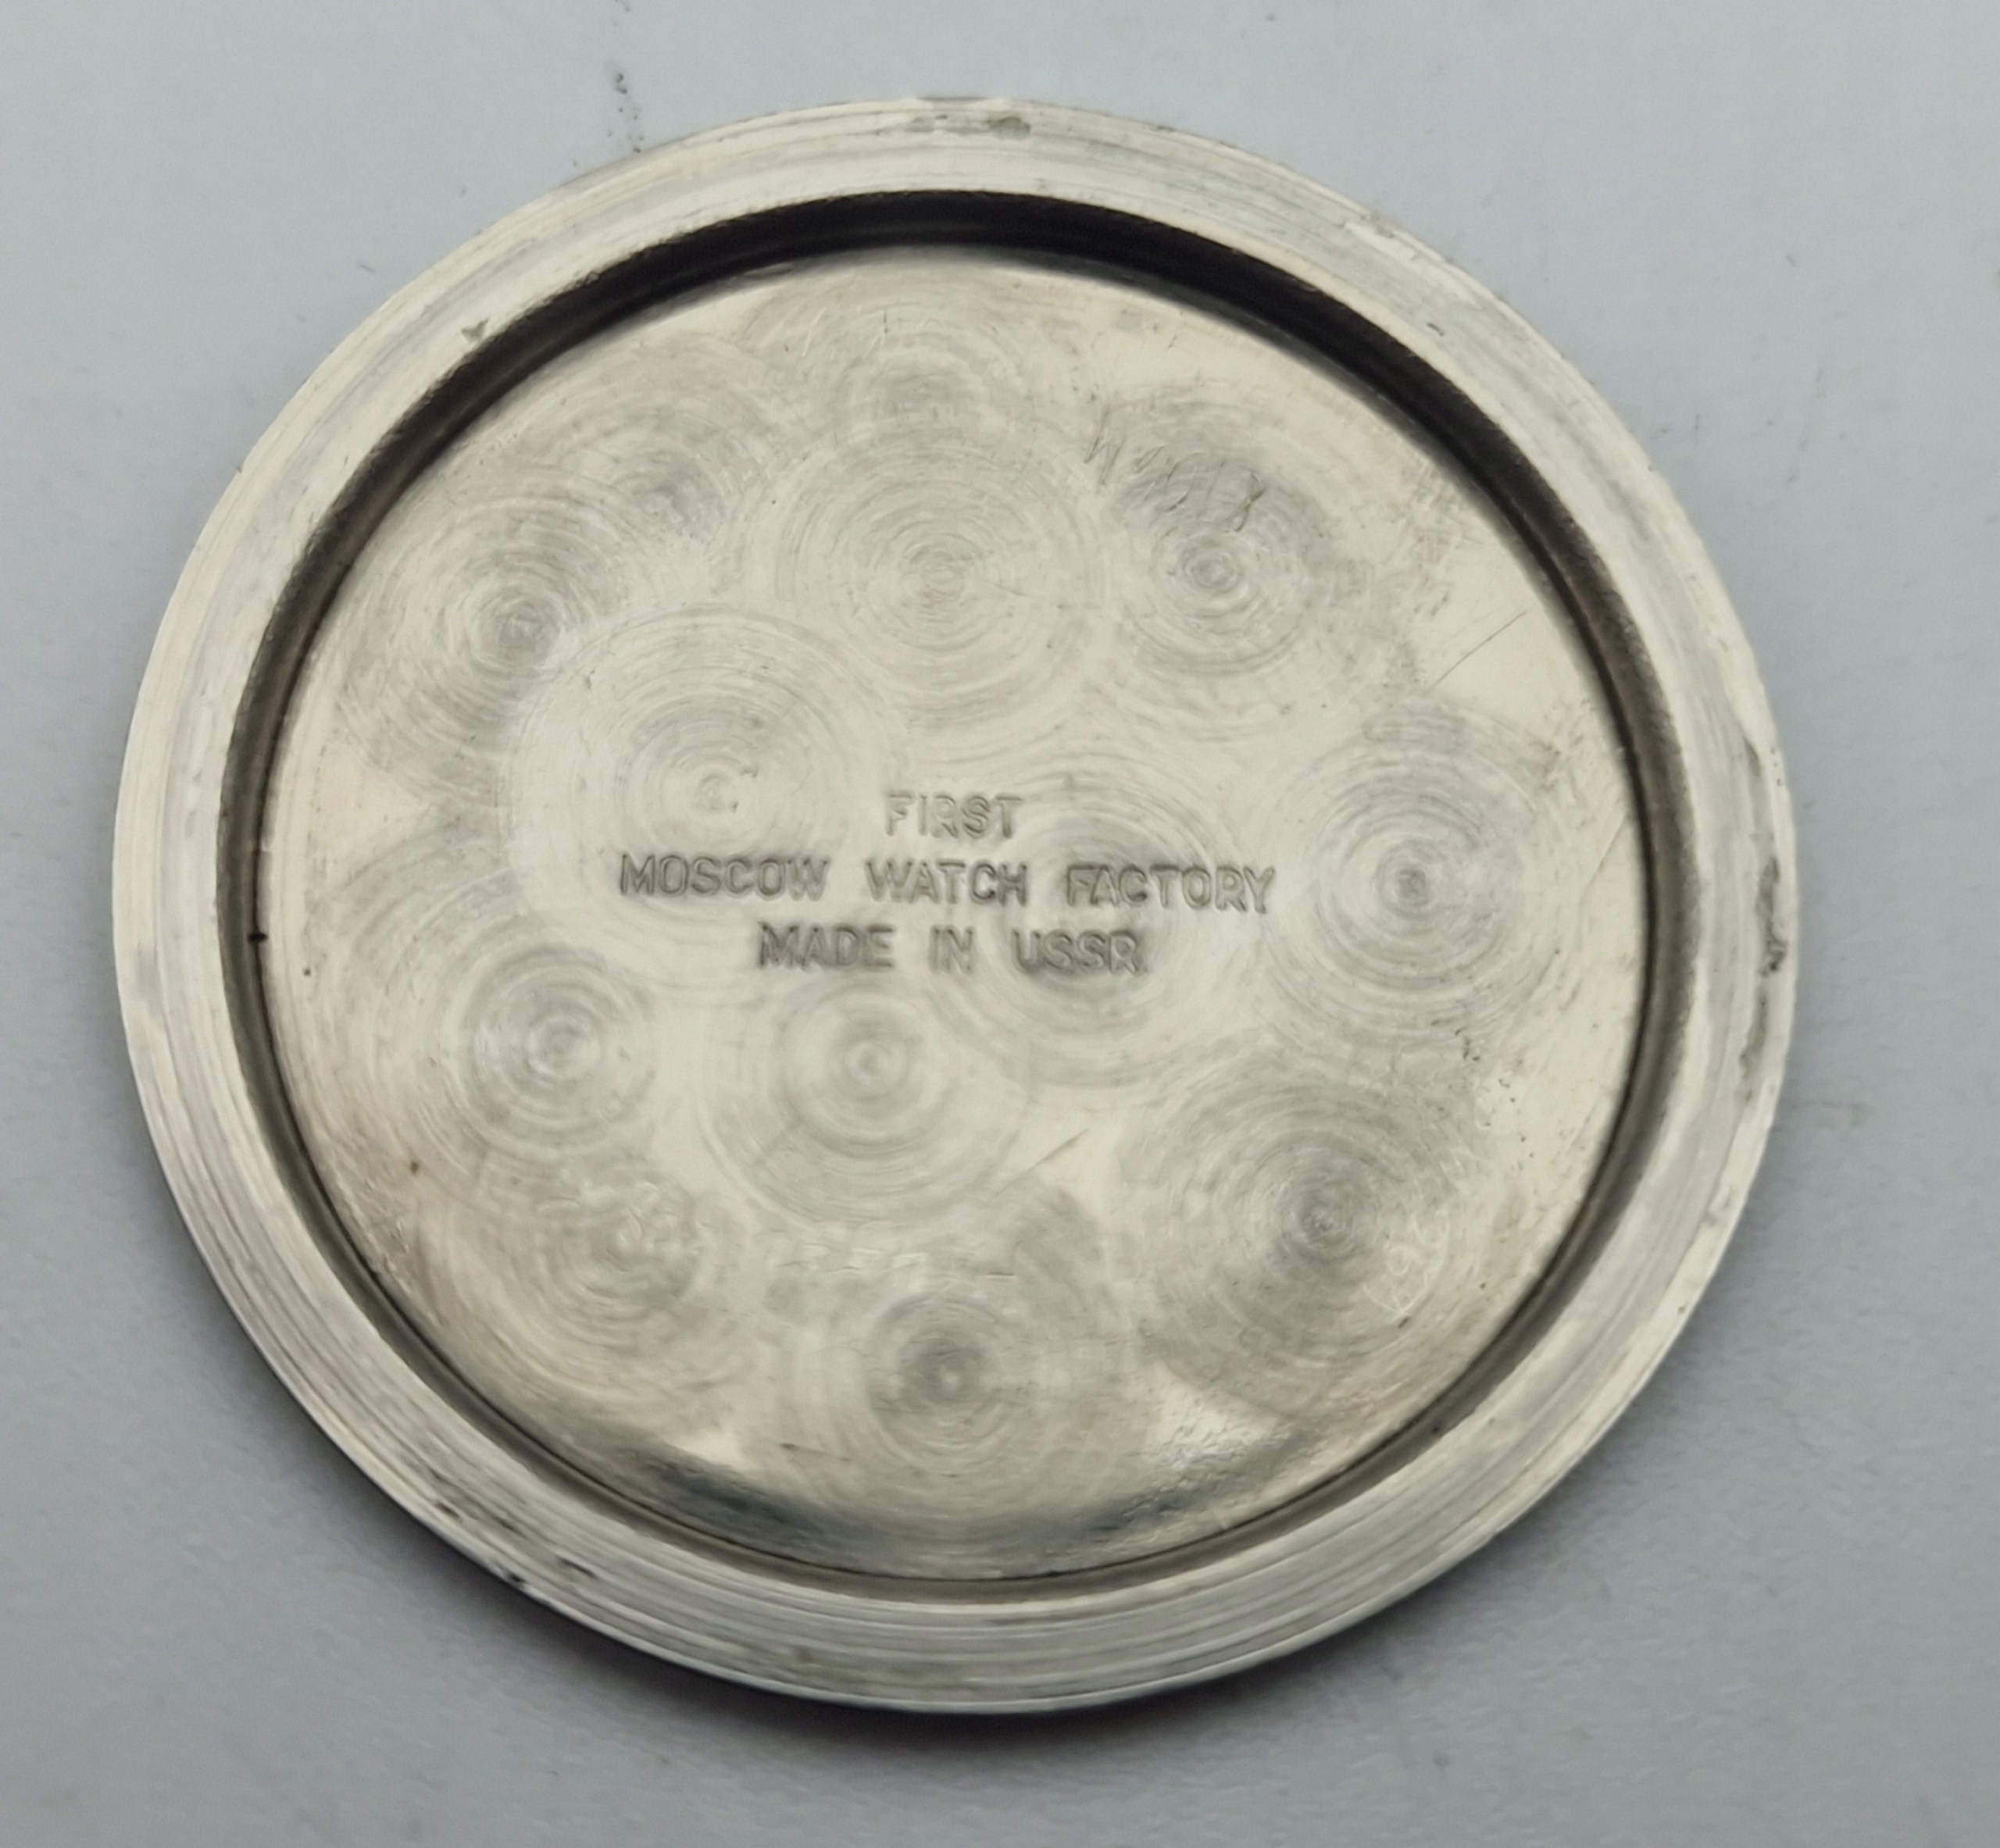 FIRST
MOSCOW WATCH FACTORY
MADE IN USSR